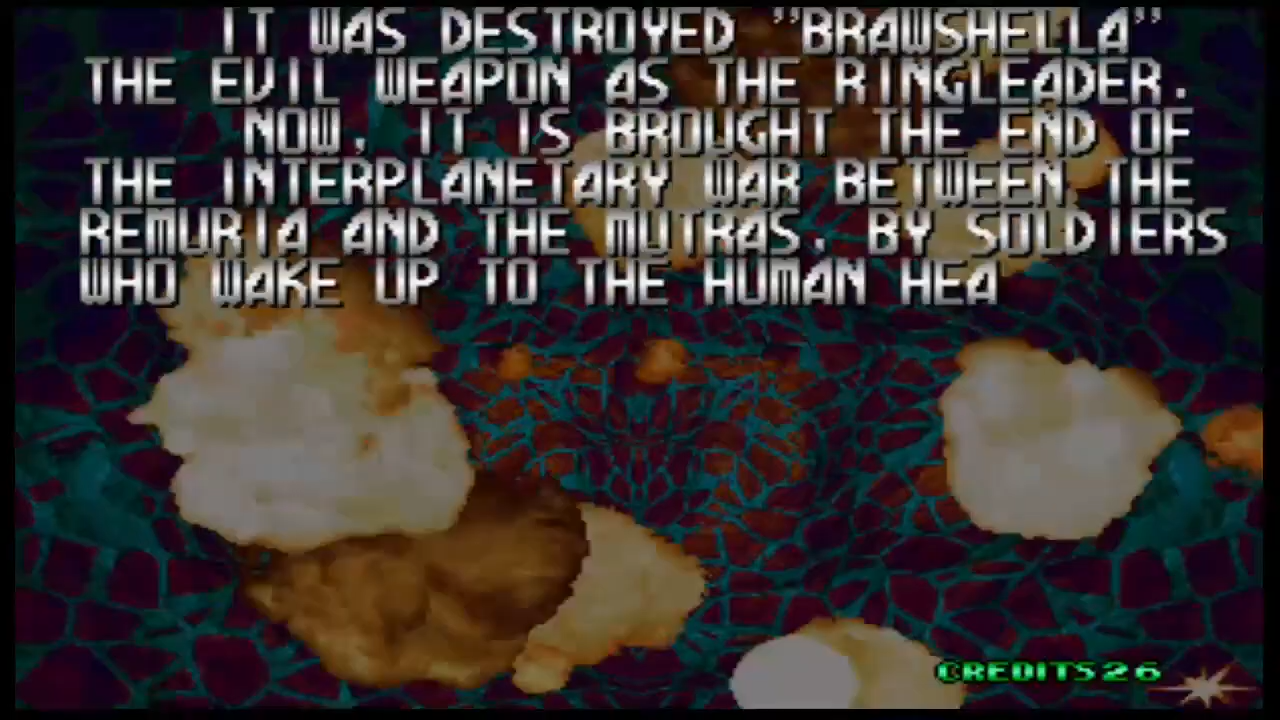 IT WAS DESTROYED "BRAWSHELLA"
THE EVIL WEAPON AS THE RINGLEADER.
NOW, IT IS BROUGHT THE END OF
THE INTERPLANETARY WAR BETWEEN THE
REMURIA AND THE MUTRAS, BY SOLDIERS
WHO WAKE UP TO THE HUMAN HEA
CREDITS 26